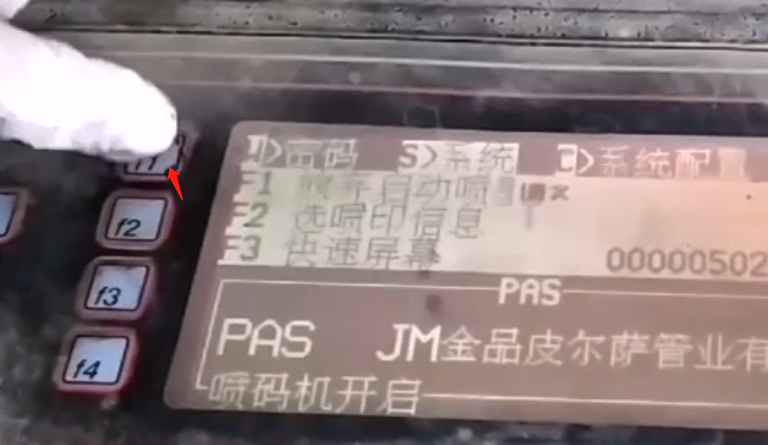 D>密码 S>系统 C>系统配置
F1
F2 选喷印信息
F3 快速屏幕
00000502
PAS
PAS JM金品皮尔萨管业有
喷码机开启
f1
f2
f3
f4